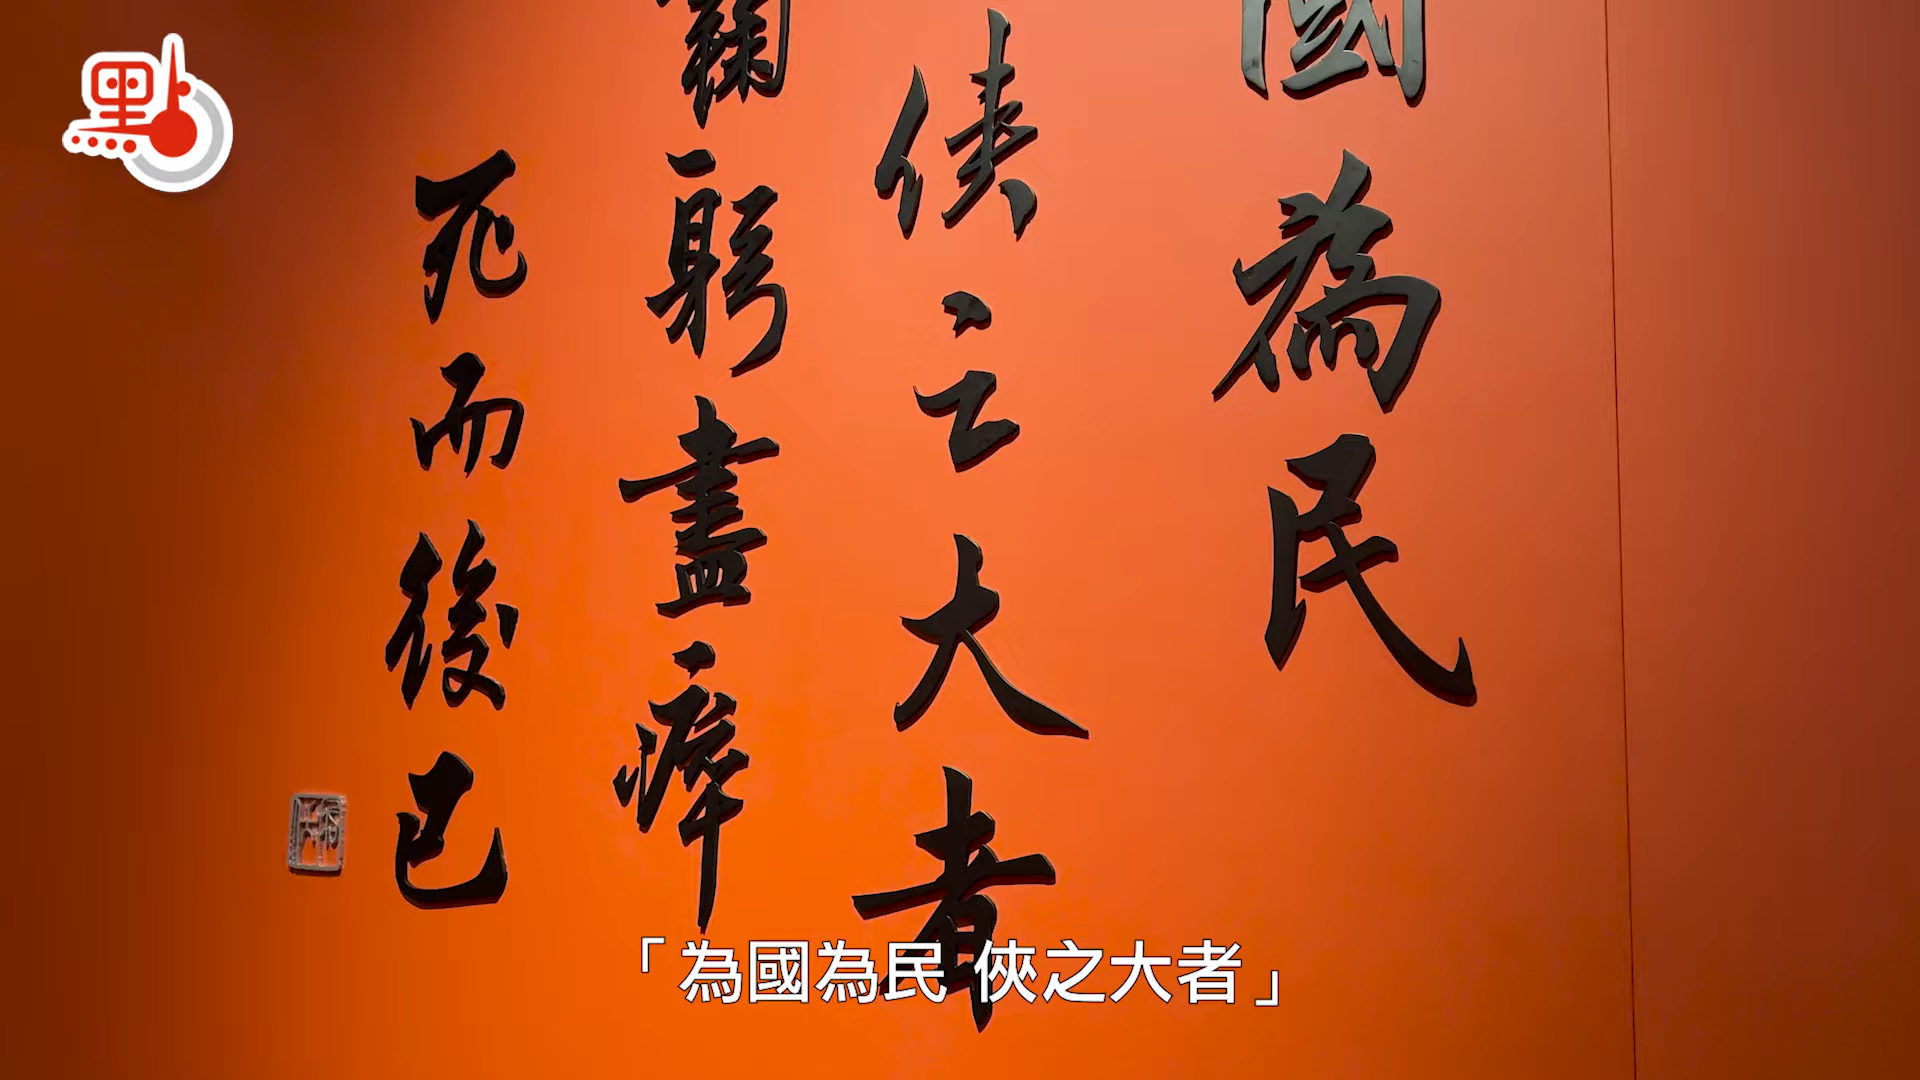 國為民
俠之大者
鞠躬盡瘁
死而後已
點
「為國為民 俠之大者」